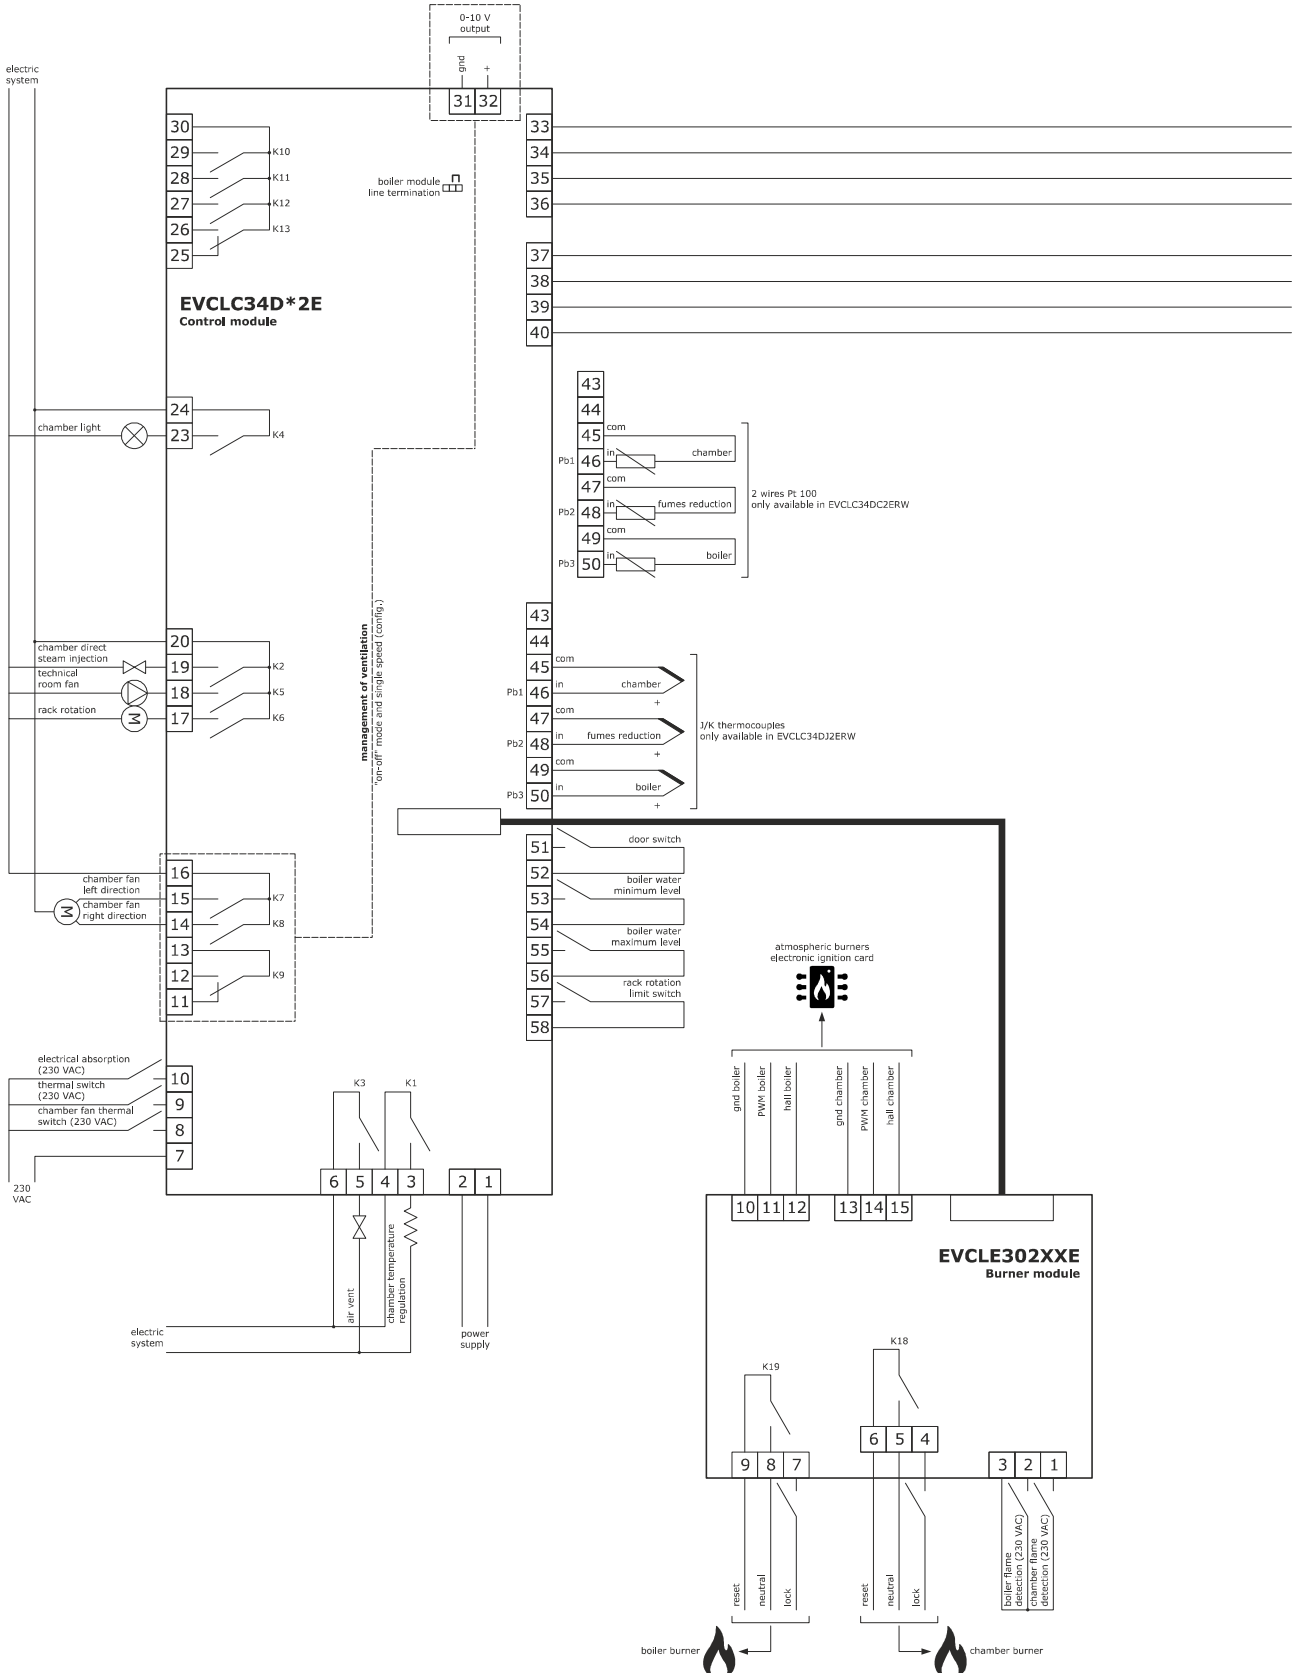 0-10 V
output
gnd
+
electric
system
31 32
30
29
28
27
26
25
K10
K11
K12
K13
boiler module
line termination
33
34
35
36
37
38
39
40
EVCLC34D*2E
Control module
24
23
chamber light
K4
43
44
45
46
47
48
49
50
com
in
chamber
Pb1
com
in
fumes reduction
Pb2
com
in
boiler
Pb3
2 wires Pt 100
only available in EVCLC34DC2ERW
management of ventilation
"on-off" mode and single speed (config.)
20
19
18
17
chamber direct
steam injection
technical
room fan
rack rotation
M
K2
K5
K6
43
44
45
46
47
48
49
50
com
in
chamber
+
Pb1
com
in
fumes reduction
+
Pb2
com
in
boiler
+
Pb3
J/K thermocouples
only available in EVCLC34DJ2ERW
16
15
14
13
12
11
chamber fan
left direction
chamber fan
right direction
M
K7
K8
K9
51
52
53
54
55
56
57
58
door switch
boiler water
minimum level
boiler water
maximum level
rack rotation
limit switch
electrical absorption
(230 VAC)
thermal switch
(230 VAC)
chamber fan thermal
switch (230 VAC)
10
9
8
7
230
VAC
K3
K1
6 5 4 3
2 1
air vent
chamber temperature
regulation
electric
system
power
supply
atmospheric burners
electronic ignition card
gnd boiler
PWM boiler
hall boiler
gnd chamber
PWM chamber
hall chamber
10 11 12
13 14 15
EVCLE302XXE
Burner module
K18
K19
6 5 4
9 8 7
3 2 1
reset
neutral
lock
reset
neutral
lock
boiler flame
detection (230 VAC)
chamber flame
detection (230 VAC)
boiler burner
chamber burner